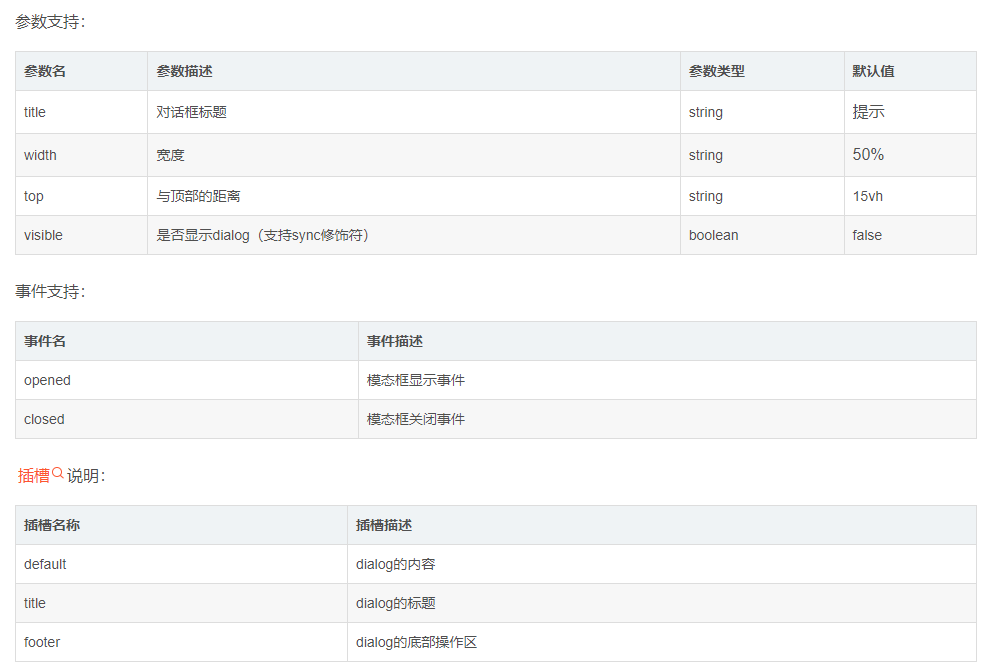 参数支持：
参数名 参数描述 参数类型 默认值
title 对话框标题 string 提示
width 宽度 string 50%
top 与顶部的距离 string 15vh
visible 是否显示dialog（支持sync修饰符） boolean false
事件支持：
事件名 事件描述
opened 模态框显示事件
closed 模态框关闭事件
插槽说明：
插槽名称 插槽描述
default dialog的内容
title dialog的标题
footer dialog的底部操作区